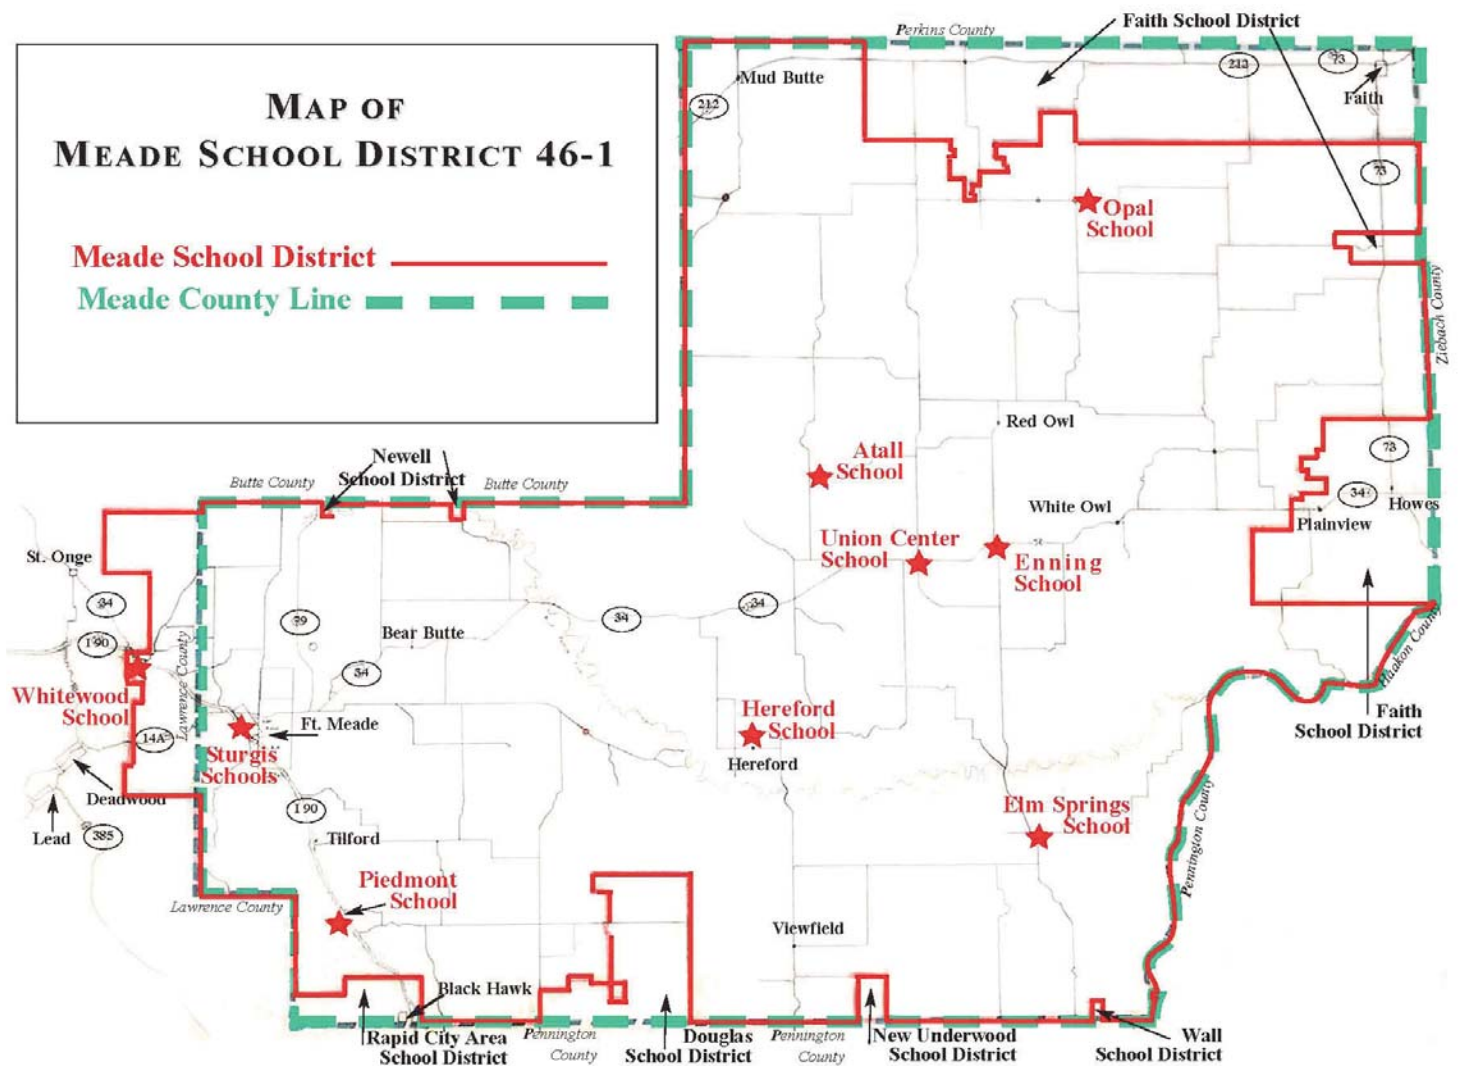 MAP OF
MEADE SCHOOL DISTRICT 46-1
Meade School District
Meade County Line
Faith School District
Perkins County
Mud Butte
212
212
73
Faith
73
Opal
School
Ziebach County
Red Owl
Atall
School
73
34
Howes
Plainview
White Owl
Union Center
School
Enning
School
Newell
School District
Butte County
Butte County
St. Onge
34
I 90
79
34
34
Bear Butte
34
Lawrence County
Whitewood
School
14A
Ft. Meade
Sturgis
Schools
Hereford
School
Hereford
Haakon County
Faith
School District
Deadwood
Lead
385
I 90
Tilford
Elm Springs
School
Pennington County
Piedmont
School
Lawrence County
Viewfield
Black Hawk
Rapid City Area
School District
Pennington
County
Douglas
School District
Pennington
County
New Underwood
School District
Wall
School District